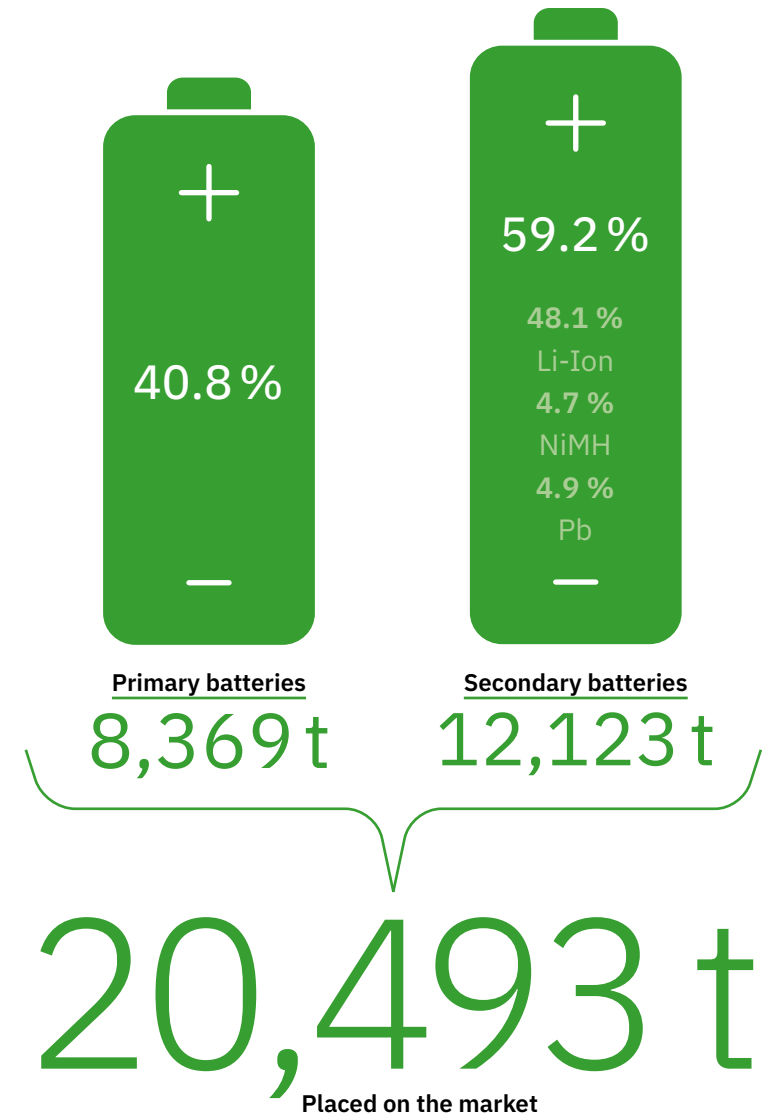 40.8 %
59.2 %
48.1 %
Li-Ion
4.7 %
NiMH
4.9 %
Pb
Primary batteries
8,369 t
Secondary batteries
12,123 t
20,493 t
Placed on the market